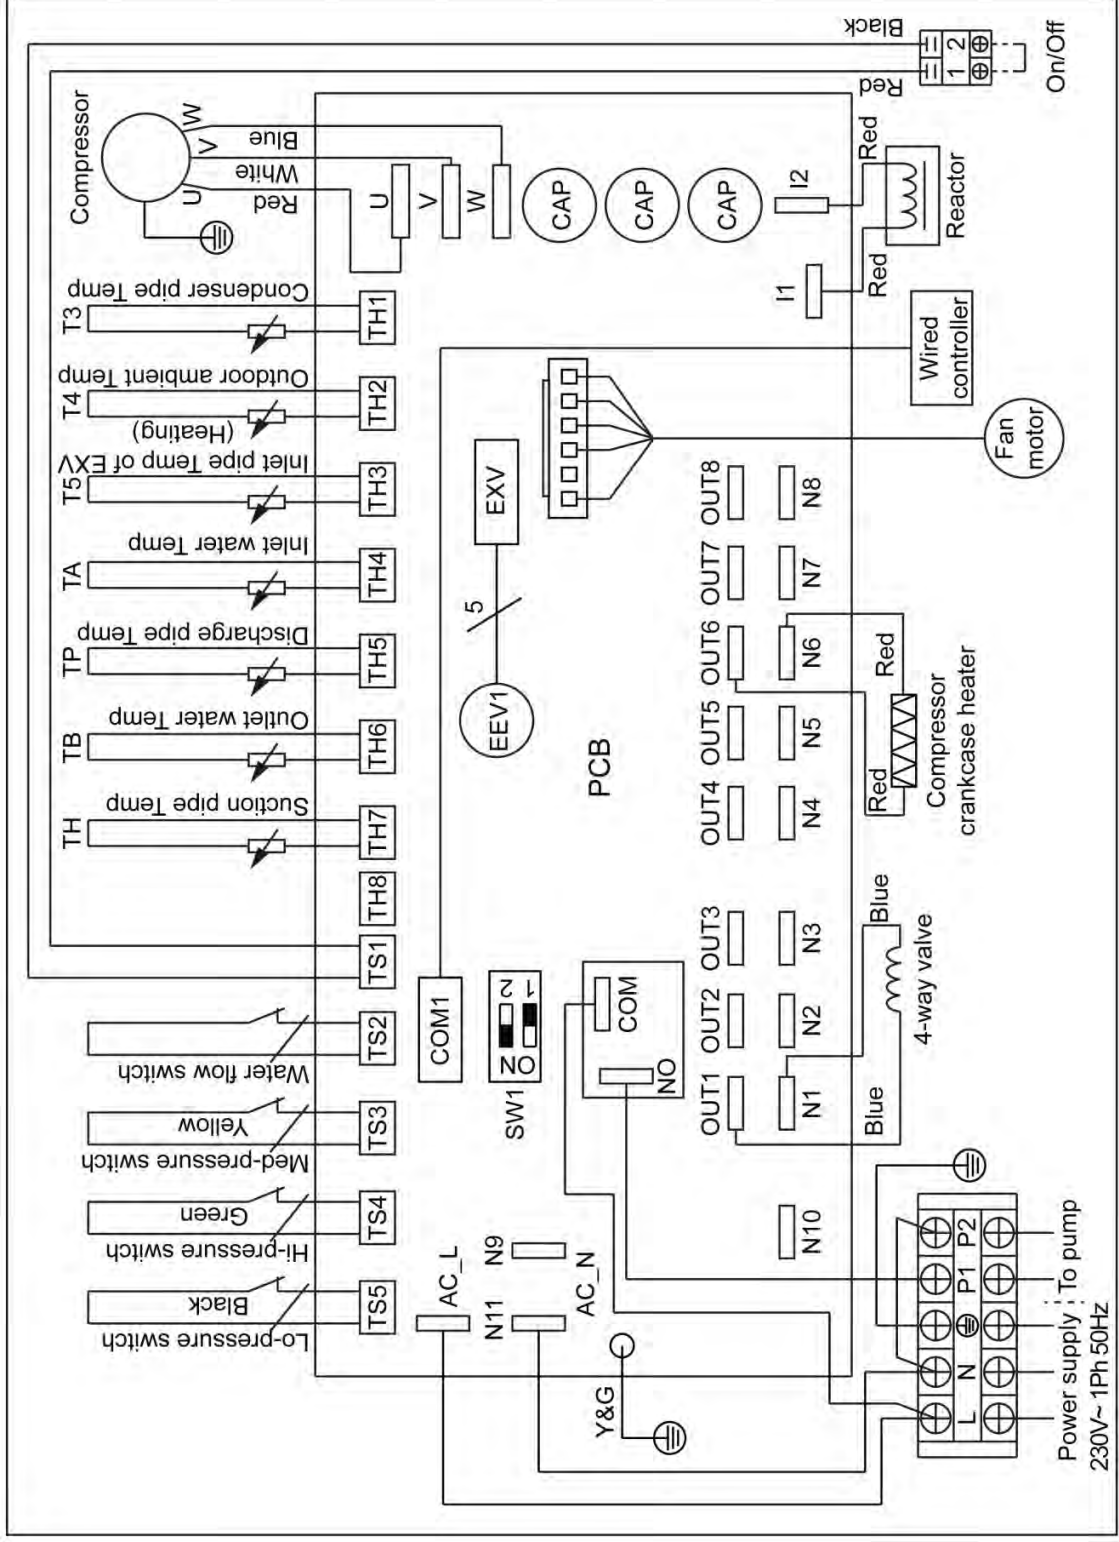 Black
Red
1
2
On/Off
Compressor
U
V
W
Blue
White
Red
U
V
W
CAP
CAP
CAP
I2
I1
Red
Red
Reactor
T3
Condenser pipe Temp
TH1
T4
Outdoor ambient Temp
(Heating)
TH2
T5
Inlet pipe Temp of EXV
TH3
TA
Inlet water Temp
TH4
TP
Discharge pipe Temp
TH5
TB
Outlet water Temp
TH6
TH
Suction pipe Temp
TH7
TH8
TS1
Water flow switch
TS2
Med-pressure switch
Yellow
TS3
Hi-pressure switch
Green
TS4
Lo-pressure switch
Black
TS5
Wired
controller
Fan
motor
EXV
5
EEV1
PCB
COM1
SW1
ON
1
2
COM
NO
OUT1
OUT2
OUT3
OUT4
OUT5
OUT6
OUT7
OUT8
N1
N2
N3
N4
N5
N6
N7
N8
N10
Red
Red
Compressor
crankcase heater
Blue
Blue
4-way valve
AC_L
N9
N11
AC_N
Y&G
L
N
P1
P2
Power supply
230V~ 1Ph 50Hz
To pump